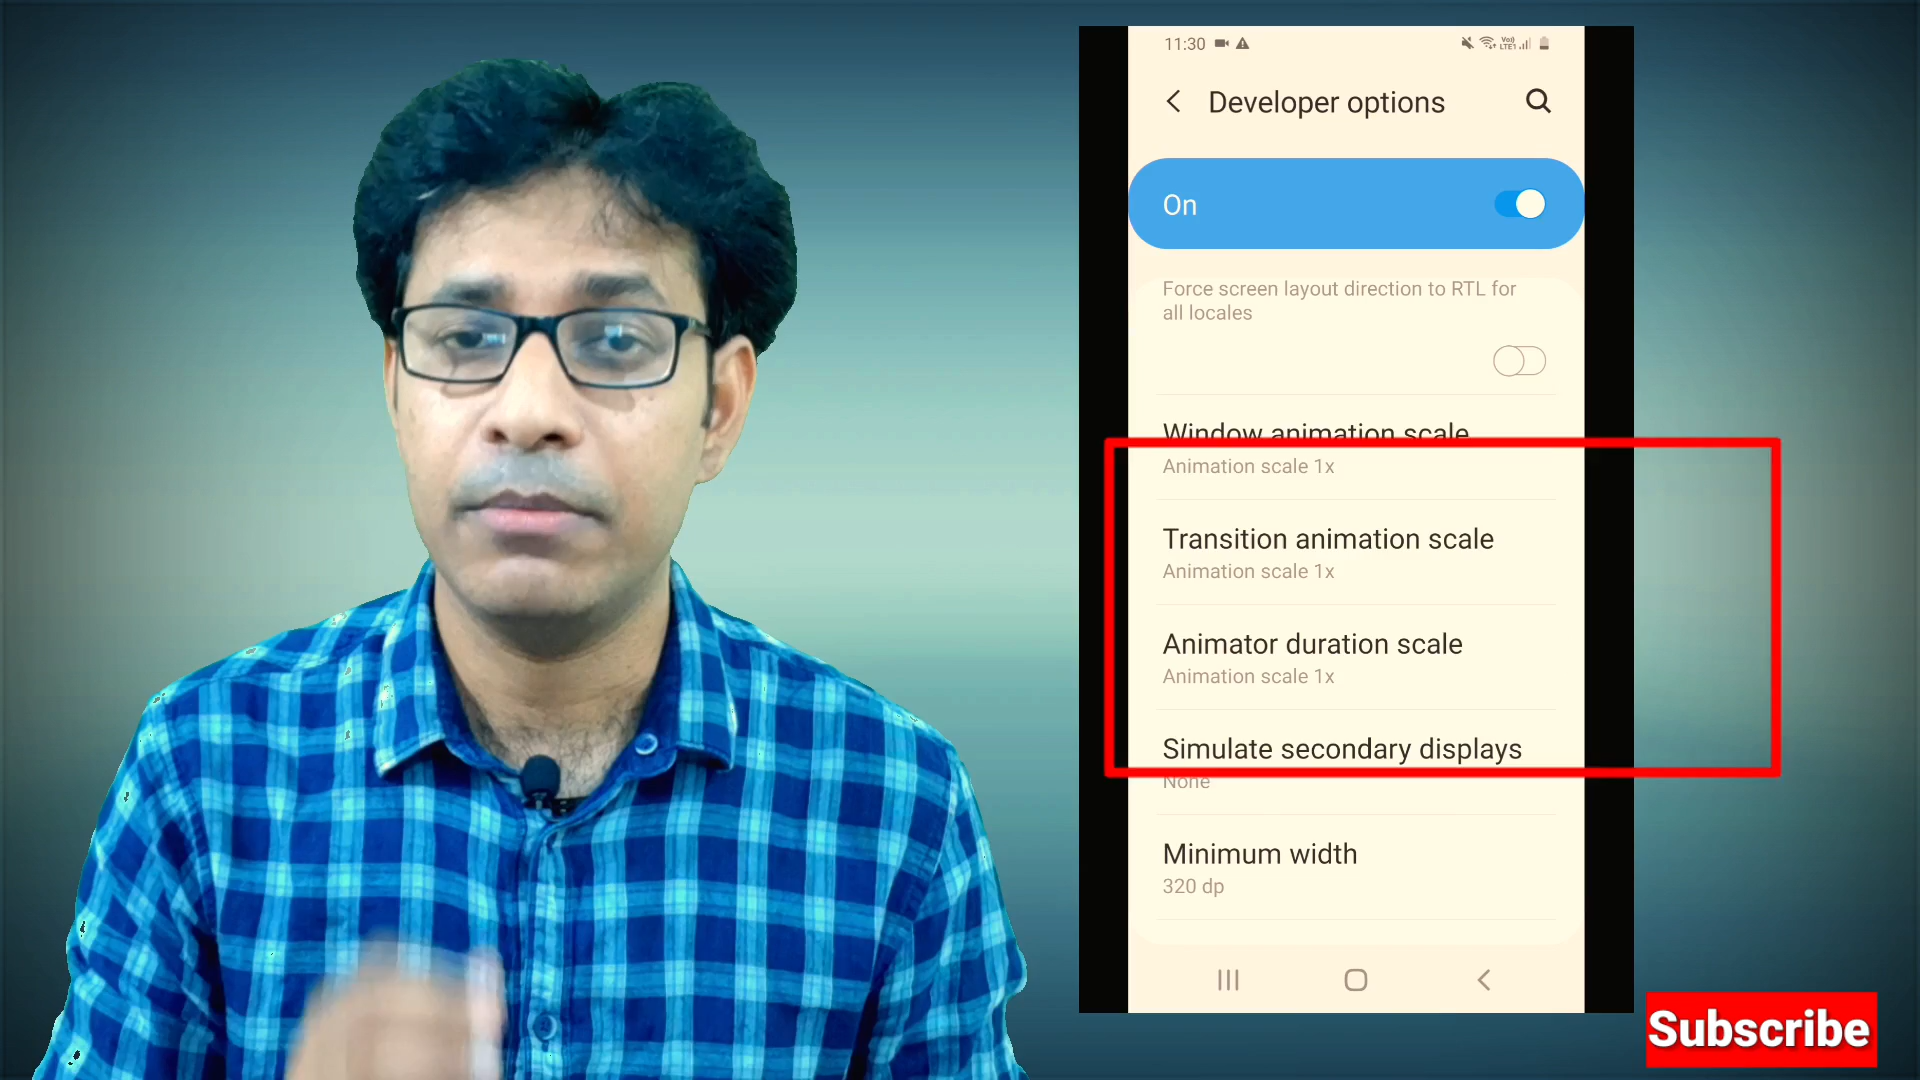 11:30
Vo)) LTE1
Developer options
On
Force screen layout direction to RTL for
all locales
Window animation scale
Animation scale 1x
Transition animation scale
Animation scale 1x
Animator duration scale
Animation scale 1x
Simulate secondary displays
None
Minimum width
320 dp
Subscribe